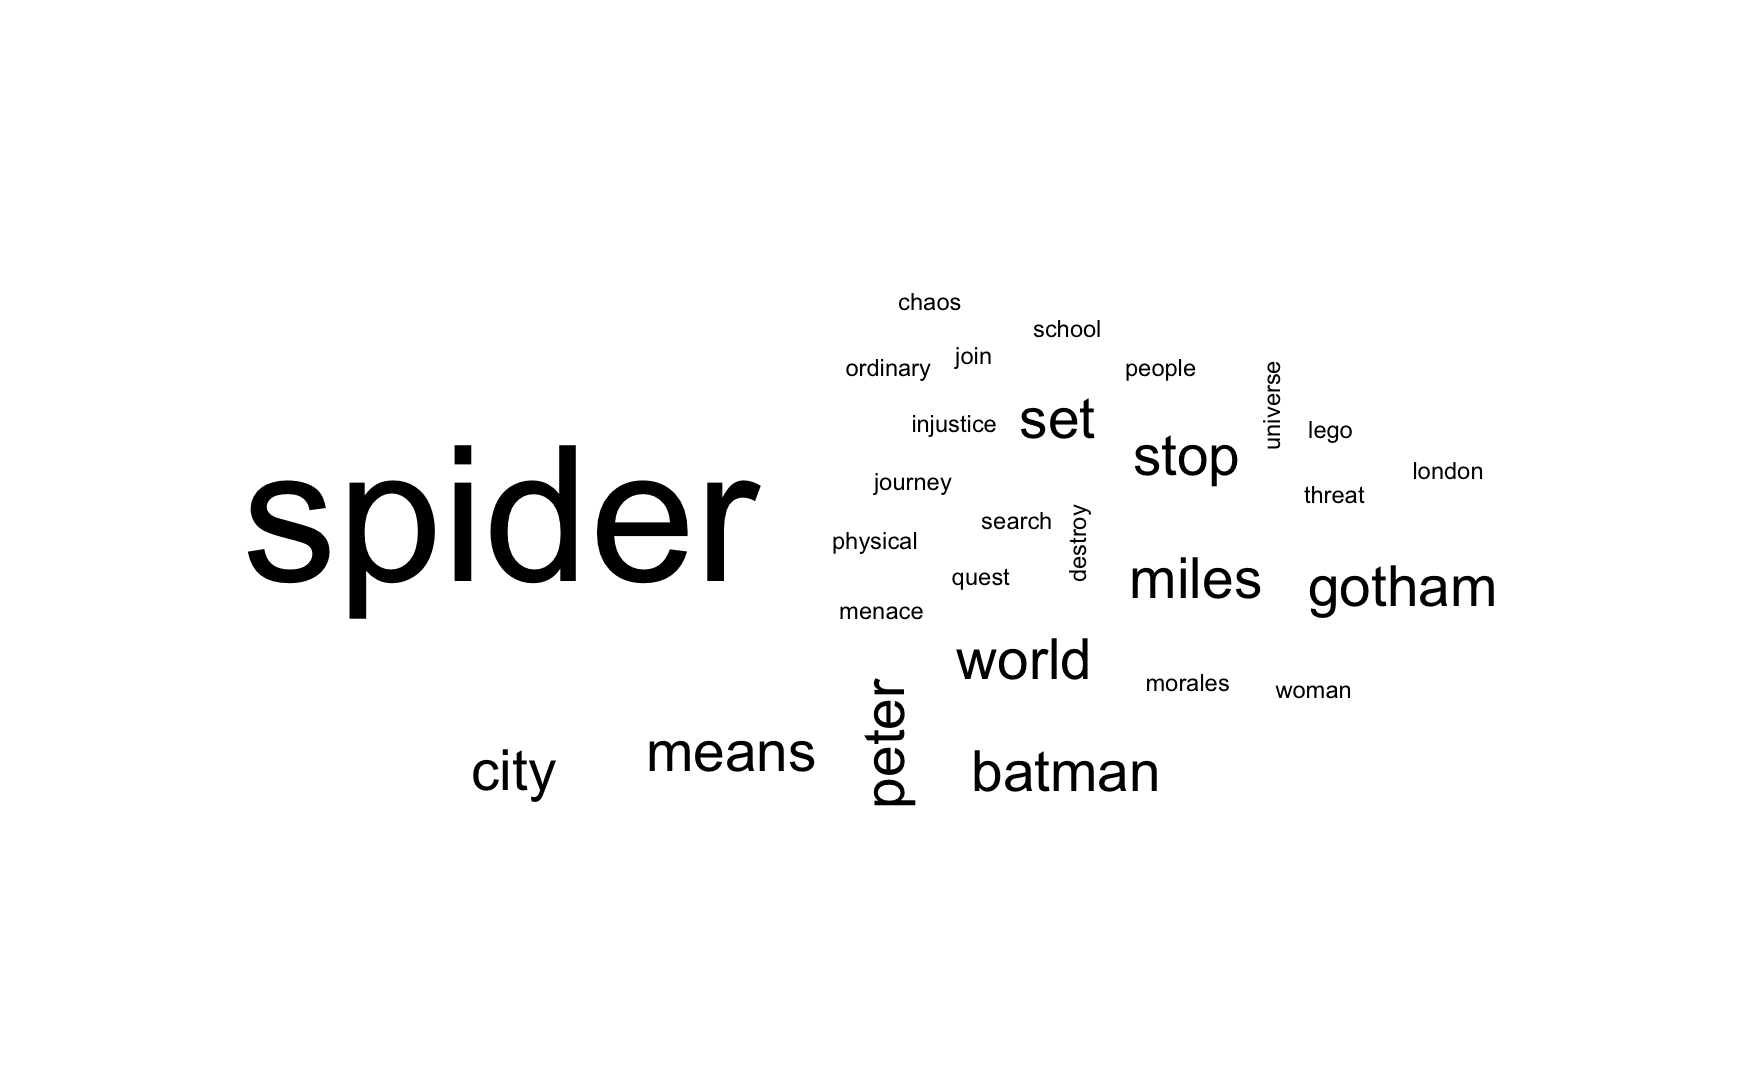 chaos
school
join
ordinary
people
universe
set
injustice
lego
stop
london
journey
threat
search
spider
physical
destroy
quest
miles
gotham
menace
world
morales
woman
peter
means
city
batman